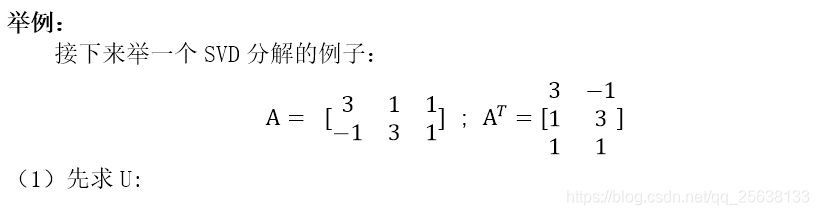 举例：
接下来举一个 SVD 分解的例子：
A = [3 1 1
-1 3 1] ; Aᵀ = [3 -1
1 3
1 1]
（1）先求 U:
https://blog.csdn.net/qq_25638133